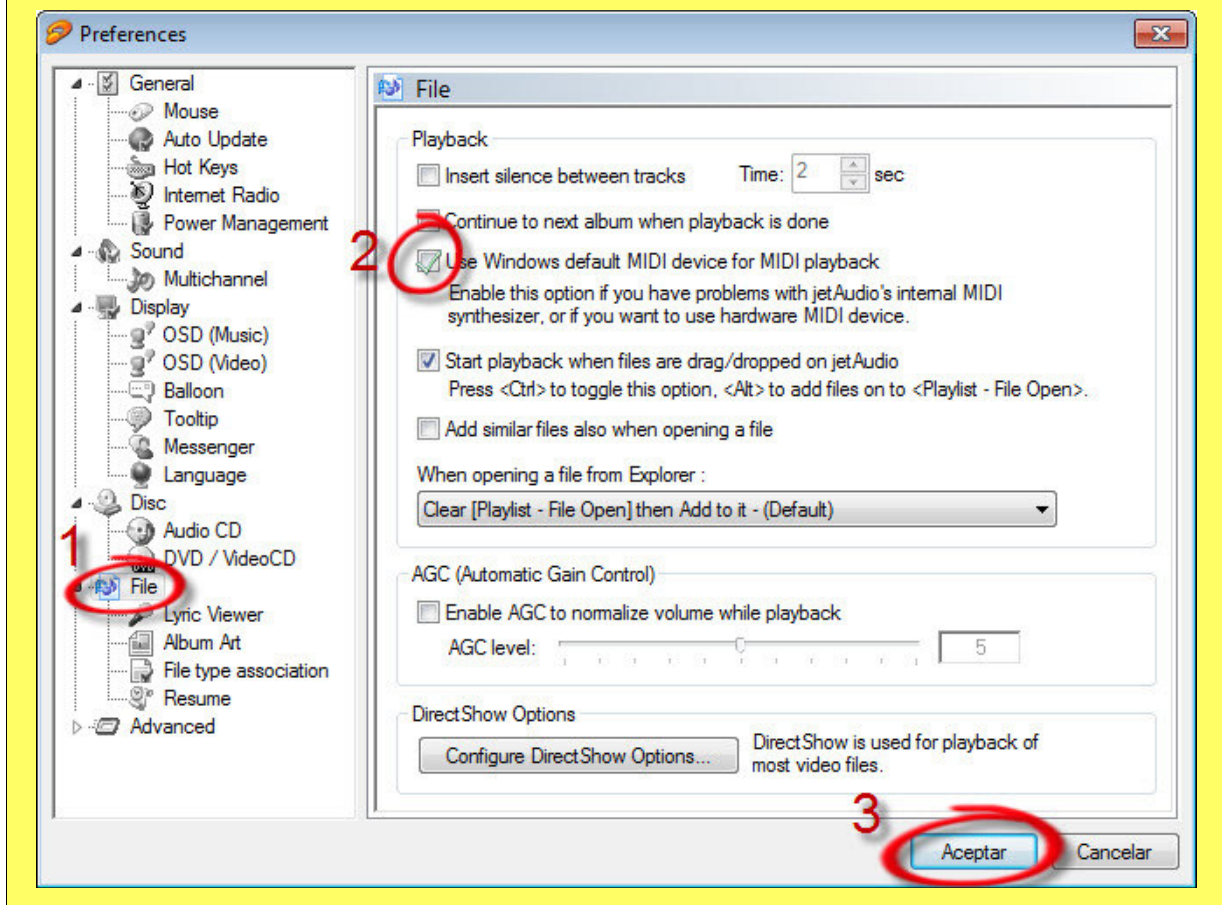 Preferences
General
Mouse
Auto Update
Hot Keys
Internet Radio
Power Management
Sound
Multichannel
Display
OSD (Music)
OSD (Video)
Balloon
Tooltip
Messenger
Language
Disc
Audio CD
DVD / VideoCD
1
File
Lyric Viewer
Album Art
File type association
Resume
Advanced
File
Playback
Insert silence between tracks Time: 2 sec
Continue to next album when playback is done
2
Use Windows default MIDI device for MIDI playback
Enable this option if you have problems with jetAudio's internal MIDI
synthesizer, or if you want to use hardware MIDI device.
Start playback when files are drag/dropped on jetAudio
Press <Ctrl> to toggle this option, <Alt> to add files on to <Playlist - File Open>.
Add similar files also when opening a file
When opening a file from Explorer :
Clear [Playlist - File Open] then Add to it - (Default)
AGC (Automatic Gain Control)
Enable AGC to normalize volume while playback
AGC level: 5
DirectShow Options
Configure DirectShow Options...
DirectShow is used for playback of
most video files.
3
Aceptar Cancelar